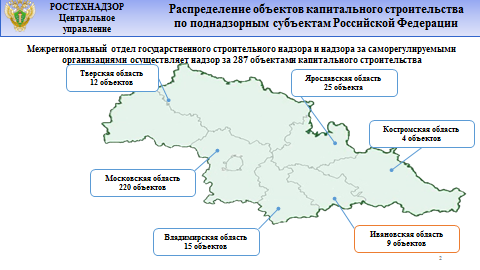 РОСТЕХНАДЗОР
Центральное
управление
Распределение объектов капитального строительства
по поднадзорным субъектам Российской Федерации
Межрегиональный отдел государственного строительного надзора и надзора за саморегулируемыми
организациями осуществляет надзор за 287 объектами капитального строительства
Тверская область
12 объектов
Ярославская область
25 объекта
Костромская область
4 объектов
Московская область
220 объектов
Владимирская область
15 объектов
Ивановская область
9 объектов
2